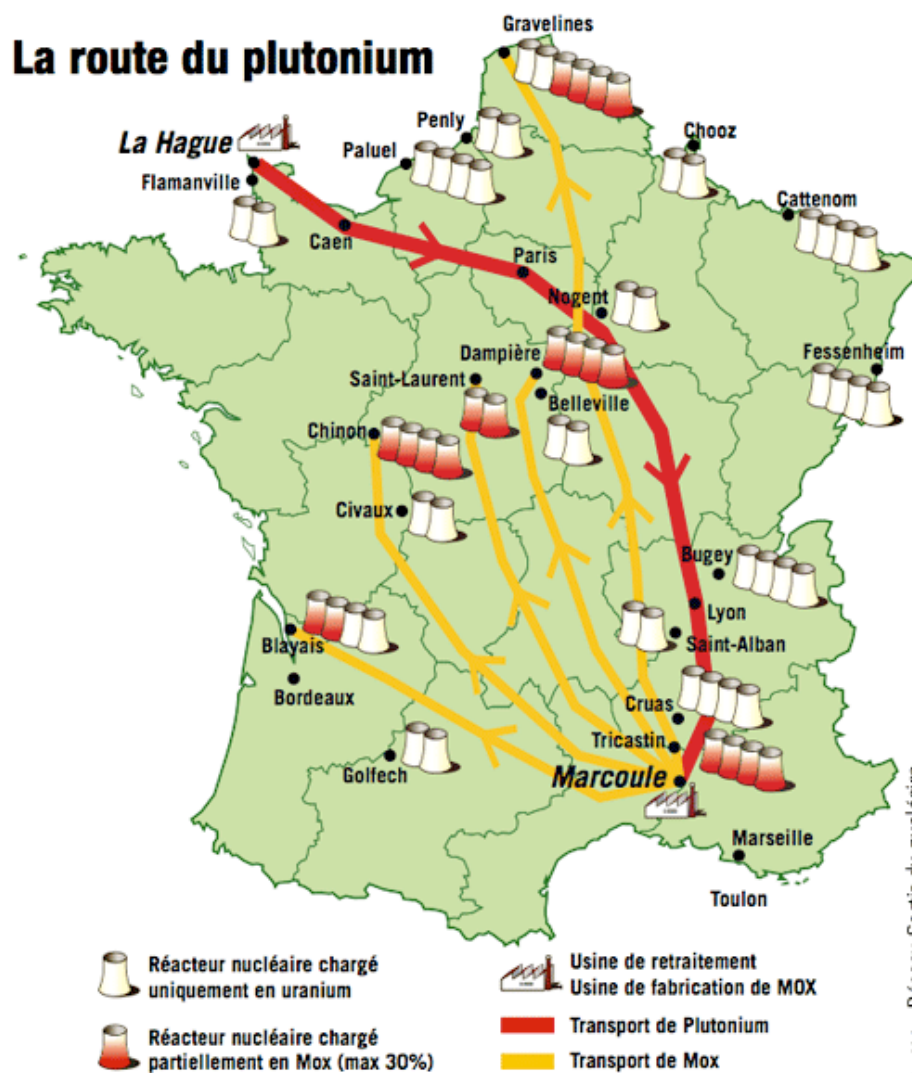 La route du plutonium
Gravelines
Penly
La Hague
Paluel
Chooz
Flamanville
Cattenom
Caen
Paris
Nogent
Dampière
Fessenheim
Saint-Laurent
Belleville
Chinon
Civaux
Bugey
Lyon
Blayais
Saint-Alban
Bordeaux
Cruas
Tricastin
Golfech
Marcoule
Marseille
Toulon
Réacteur nucléaire chargé
uniquement en uranium
Réacteur nucléaire chargé
partiellement en Mox (max 30%)
Usine de retraitement
Usine de fabrication de MOX
Transport de Plutonium
Transport de Mox